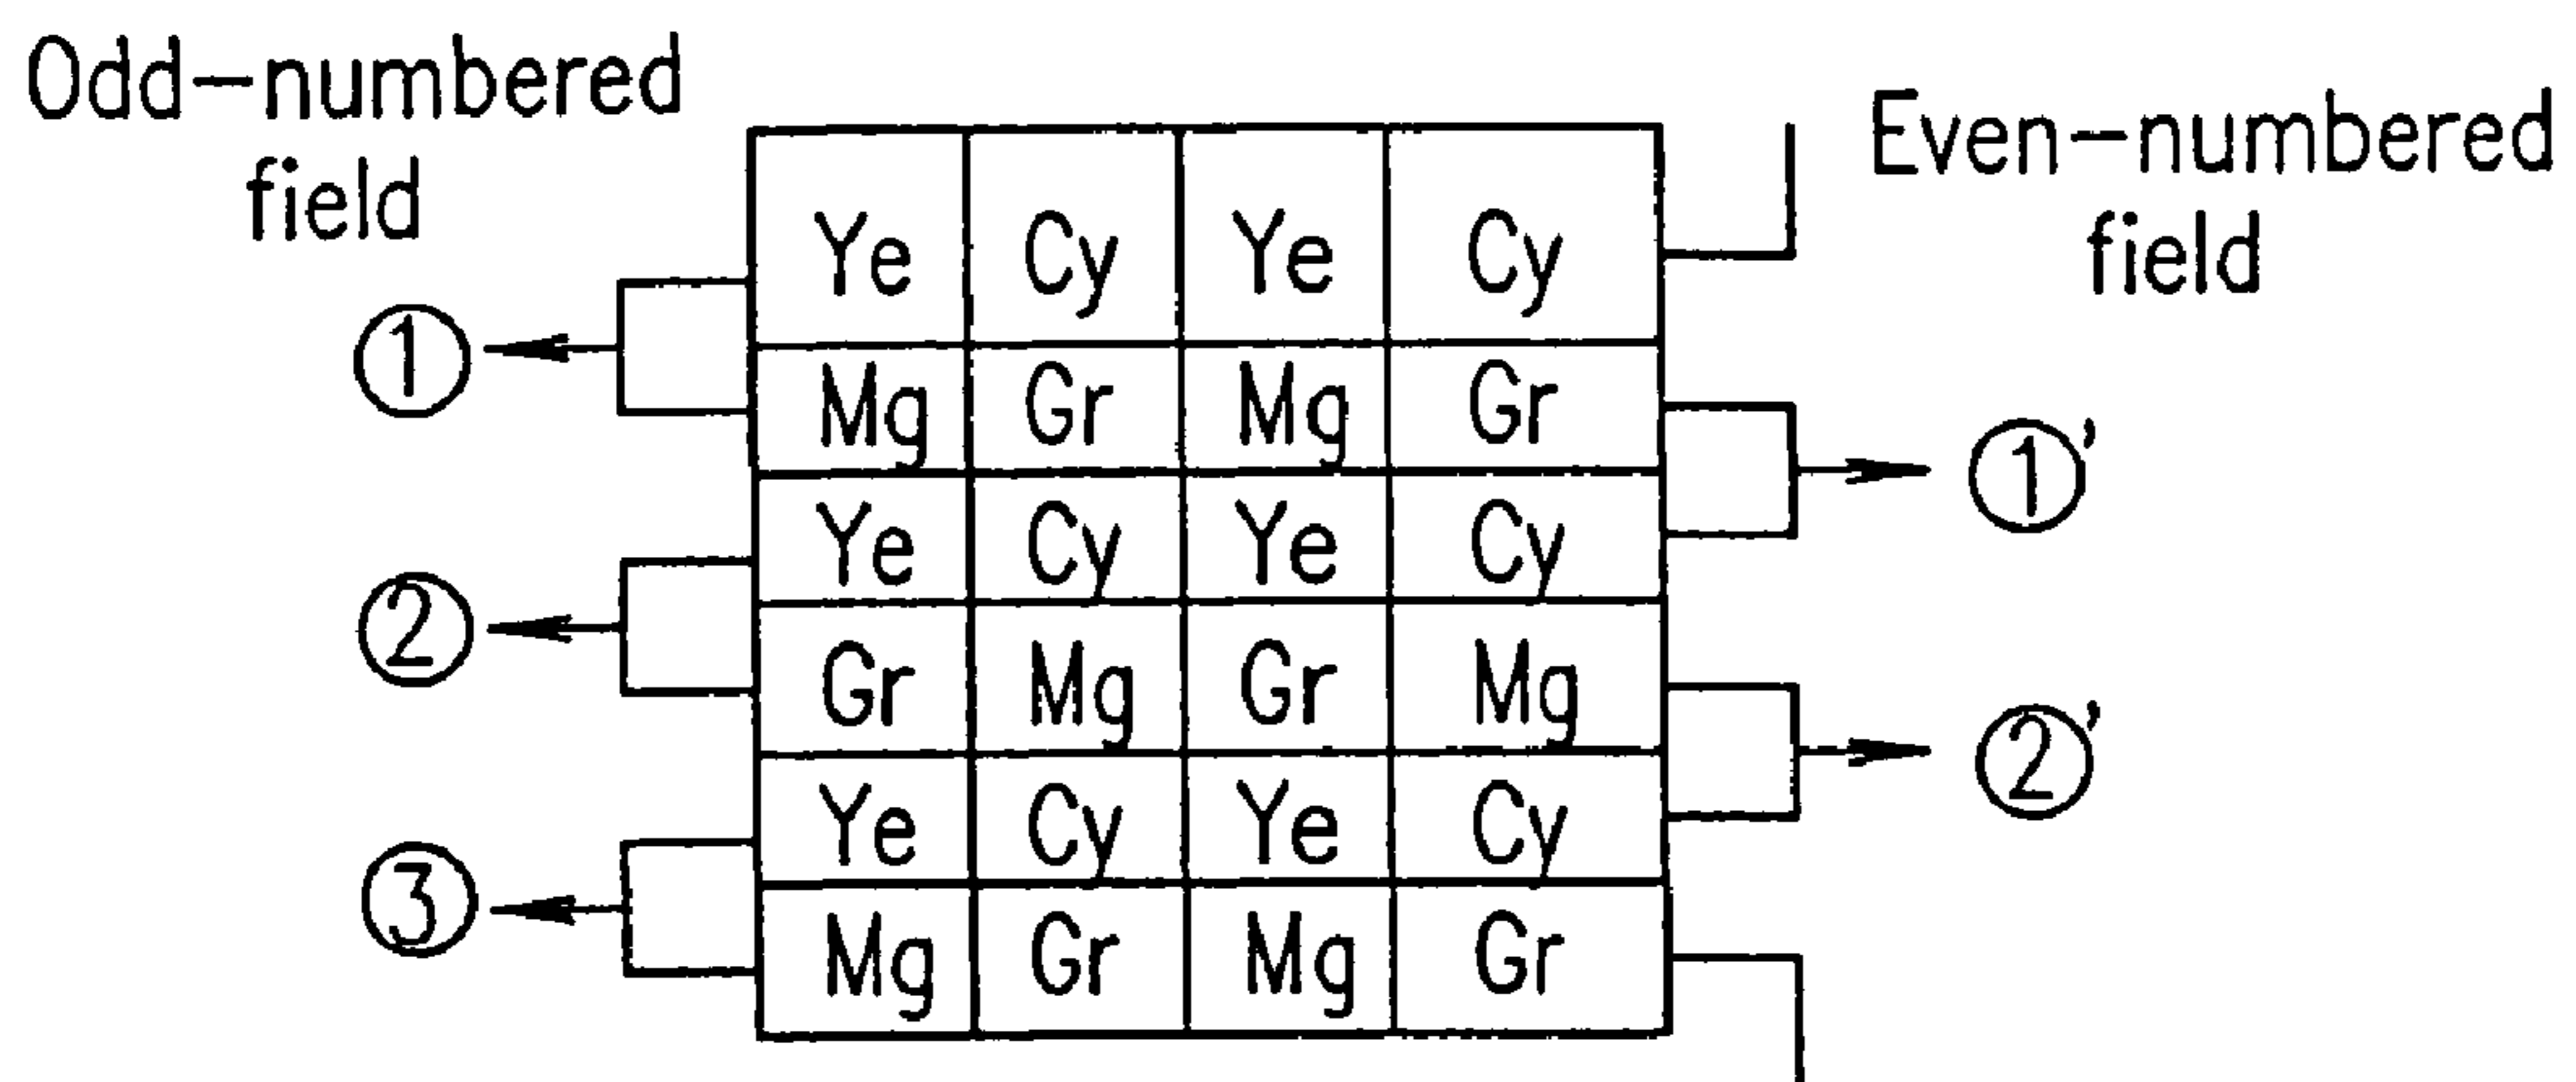 Odd-numbered
field
Even-numbered
field
Ye Cy Ye Cy
① Mg Gr Mg Gr
①'
Ye Cy Ye Cy
② Gr Mg Gr Mg
②'
Ye Cy Ye Cy
③ Mg Gr Mg Gr